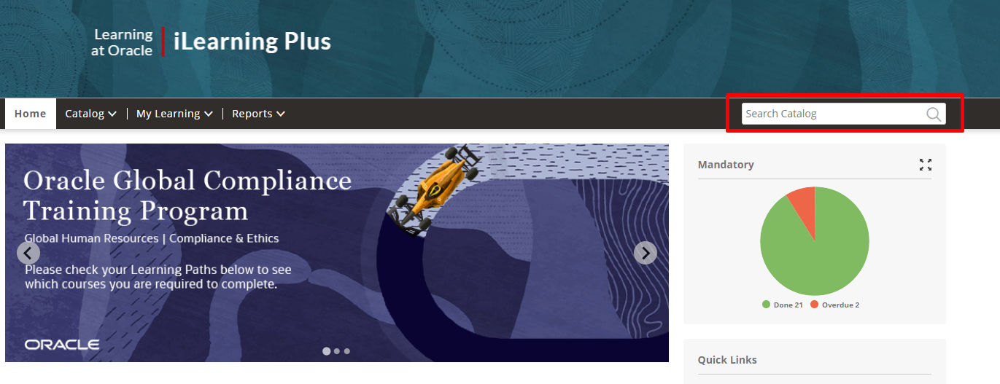 Learning
at Oracle
iLearning Plus
Home
Catalog
My Learning
Reports
Search Catalog
Oracle Global Compliance
Training Program
Global Human Resources | Compliance & Ethics
Please check your Learning Paths below to see
which courses you are required to complete.
ORACLE
Mandatory
Done 21 Overdue 2
Quick Links